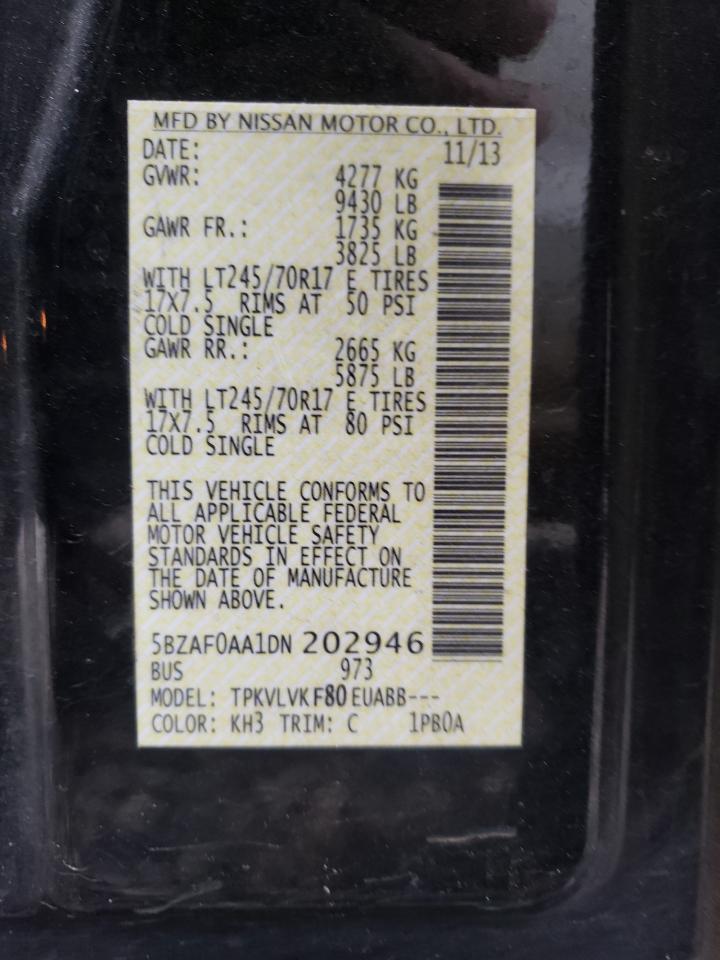 MFD BY NISSAN MOTOR CO., LTD.
DATE: 11/13
GVWR: 4277 KG
9430 LB
GAWR FR.: 1735 KG
3825 LB
WITH LT245/70R17 E TIRES
17X7.5 RIMS AT 50 PSI
COLD SINGLE
GAWR RR.: 2665 KG
5875 LB
WITH LT245/70R17 E TIRES
17X7.5 RIMS AT 80 PSI
COLD SINGLE
THIS VEHICLE CONFORMS TO
ALL APPLICABLE FEDERAL
MOTOR VEHICLE SAFETY
STANDARDS IN EFFECT ON
THE DATE OF MANUFACTURE
SHOWN ABOVE.
5BZAF0AA1DN 202946
BUS 973
MODEL: TPKVLVKF80EUABB---
COLOR: KH3 TRIM: C 1PB0A